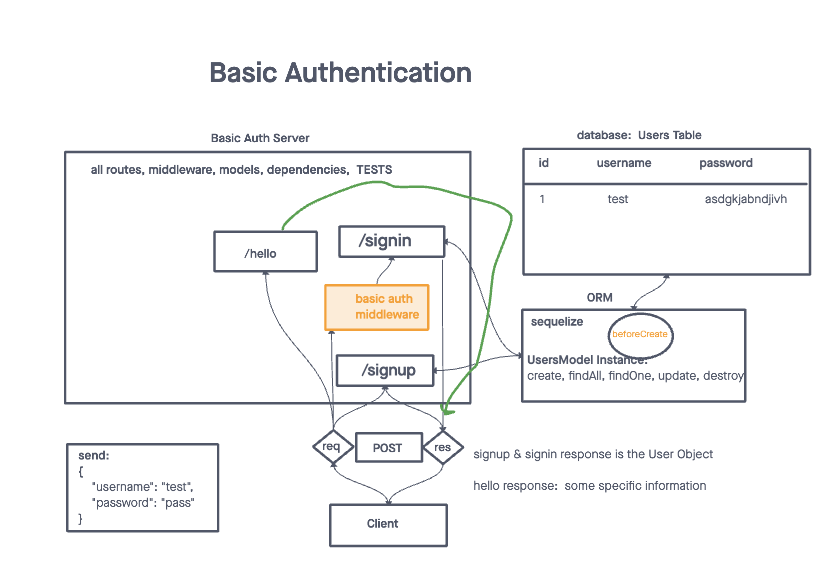 Basic Authentication
Basic Auth Server
database: Users Table
all routes, middleware, models, dependencies, TESTS
id username password
1 test asdgkjabndjivh
/hello
/signin
basic auth
middleware
/signup
ORM
sequelize
beforeCreate
UsersModel Instance:
create, findAll, findOne, update, destroy
req
POST
res
send:
{
"username": "test",
"password": "pass"
}
signup & signin response is the User Object
hello response: some specific information
Client